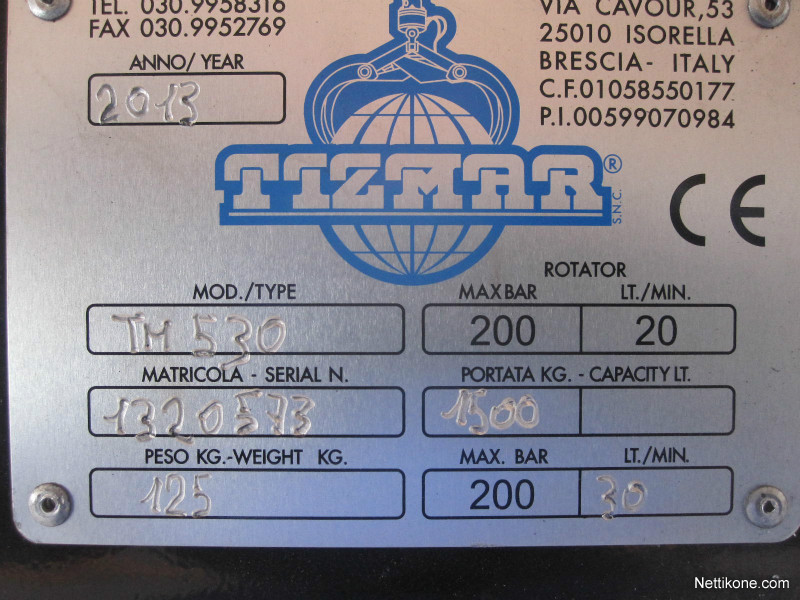 TEL. 030.9958316
FAX 030.9952769
VIA CAVOUR,53
25010 ISORELLA
BRESCIA- ITALY
C.F.01058550177
P.I.00599070984
ANNO/ YEAR
2013
TIZMAR®
S.N.C.
CE
ROTATOR
MOD./TYPE
MAX BAR
LT./MIN.
TM 530
200
20
MATRICOLA - SERIAL N.
PORTATA KG. - CAPACITY LT.
1320573
1500
PESO KG.-WEIGHT KG.
MAX. BAR
LT./MIN.
125
200
30
Nettikone.com